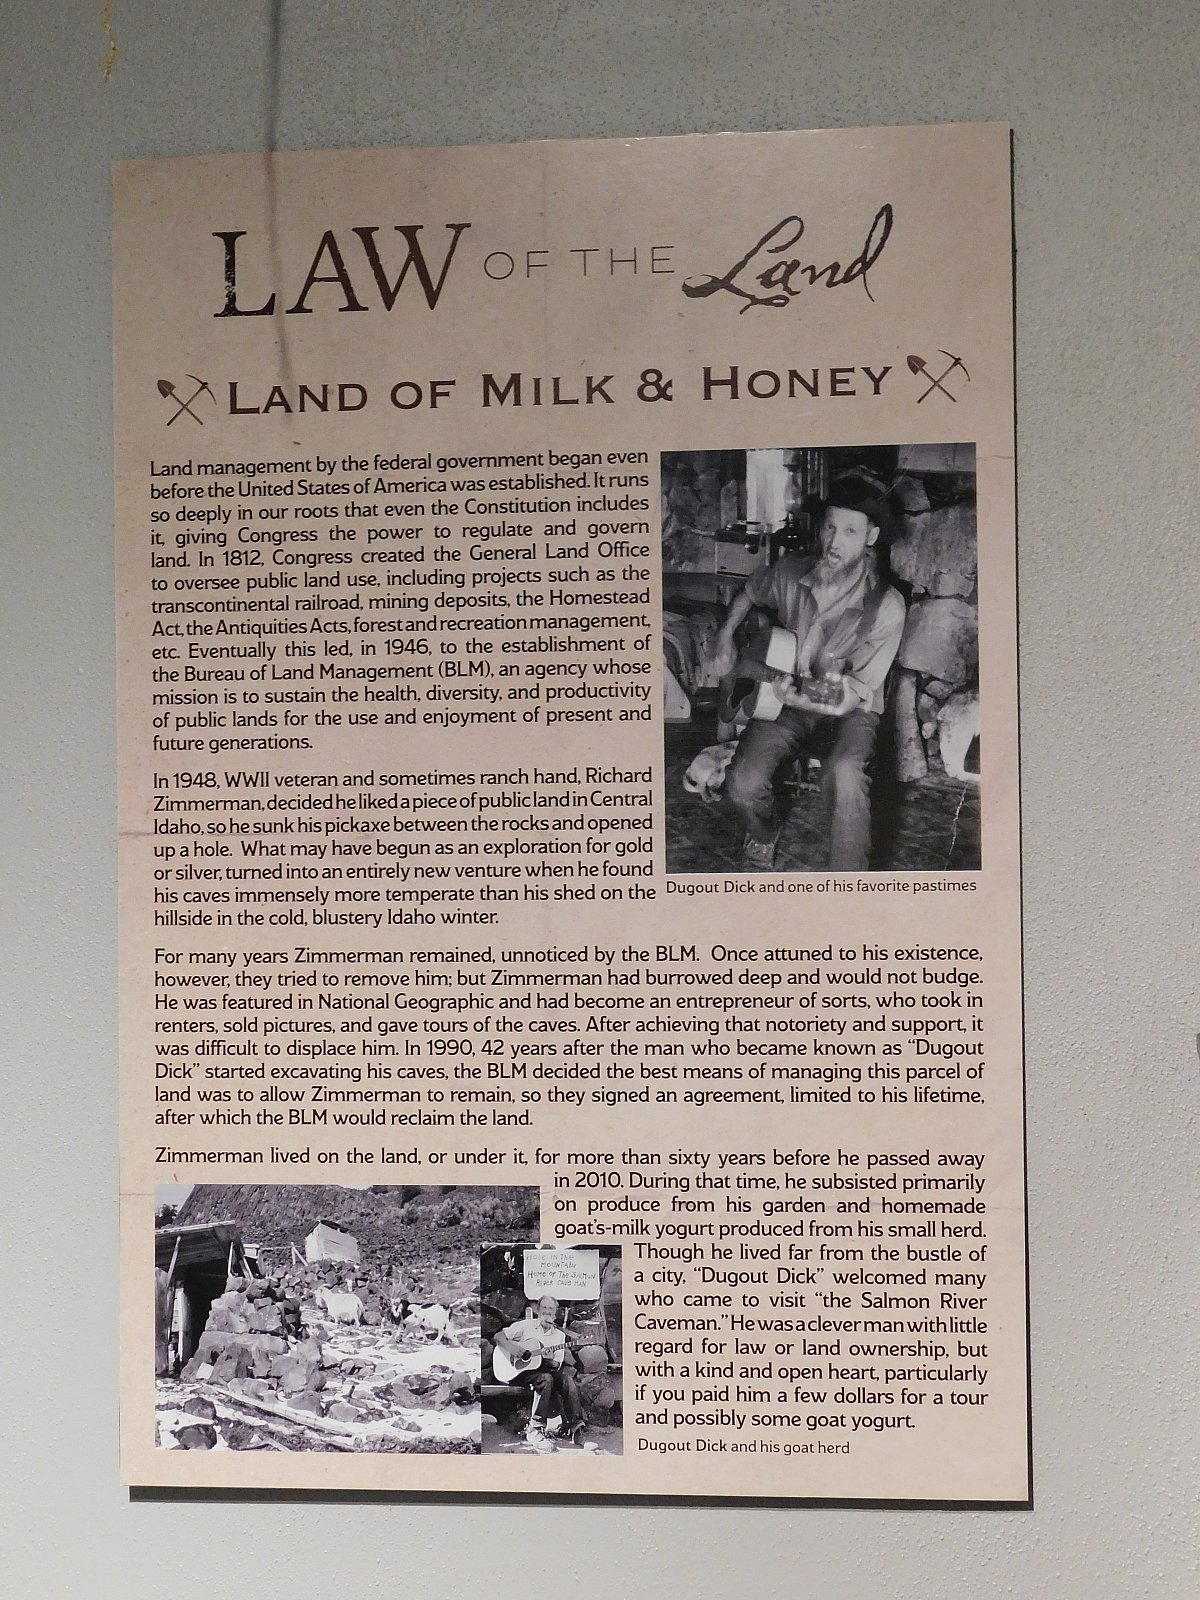 LAW OF THE Land
LAND OF MILK & HONEY
Land management by the federal government began even
before the United States of America was established. It runs
so deeply in our roots that even the Constitution includes
it, giving Congress the power to regulate and govern
land. In 1812, Congress created the General Land Office
to oversee public land use, including projects such as the
transcontinental railroad, mining deposits, the Homestead
Act, the Antiquities Acts, forest and recreation management,
etc. Eventually this led, in 1946, to the establishment of
the Bureau of Land Management (BLM), an agency whose
mission is to sustain the health, diversity, and productivity
of public lands for the use and enjoyment of present and
future generations.
In 1948, WWII veteran and sometimes ranch hand, Richard
Zimmerman, decided he liked a piece of public land in Central
Idaho, so he sunk his pickaxe between the rocks and opened
up a hole. What may have begun as an exploration for gold
or silver, turned into an entirely new venture when he found
his caves immensely more temperate than his shed on the
hillside in the cold, blustery Idaho winter.
Dugout Dick and one of his favorite pastimes
For many years Zimmerman remained, unnoticed by the BLM. Once attuned to his existence,
however, they tried to remove him; but Zimmerman had burrowed deep and would not budge.
He was featured in National Geographic and had become an entrepreneur of sorts, who took in
renters, sold pictures, and gave tours of the caves. After achieving that notoriety and support, it
was difficult to displace him. In 1990, 42 years after the man who became known as “Dugout
Dick” started excavating his caves, the BLM decided the best means of managing this parcel of
land was to allow Zimmerman to remain, so they signed an agreement, limited to his lifetime,
after which the BLM would reclaim the land.
Zimmerman lived on the land, or under it, for more than sixty years before he passed away
in 2010. During that time, he subsisted primarily
on produce from his garden and homemade
goat’s-milk yogurt produced from his small herd.
Though he lived far from the bustle of
a city, “Dugout Dick” welcomed many
who came to visit “the Salmon River
Caveman.” He was a clever man with little
regard for law or land ownership, but
with a kind and open heart, particularly
if you paid him a few dollars for a tour
and possibly some goat yogurt.
HOLE IN THE
MOUNTAIN
HOME OF THE SALMON
RIVER CAVE MAN
Dugout Dick and his goat herd